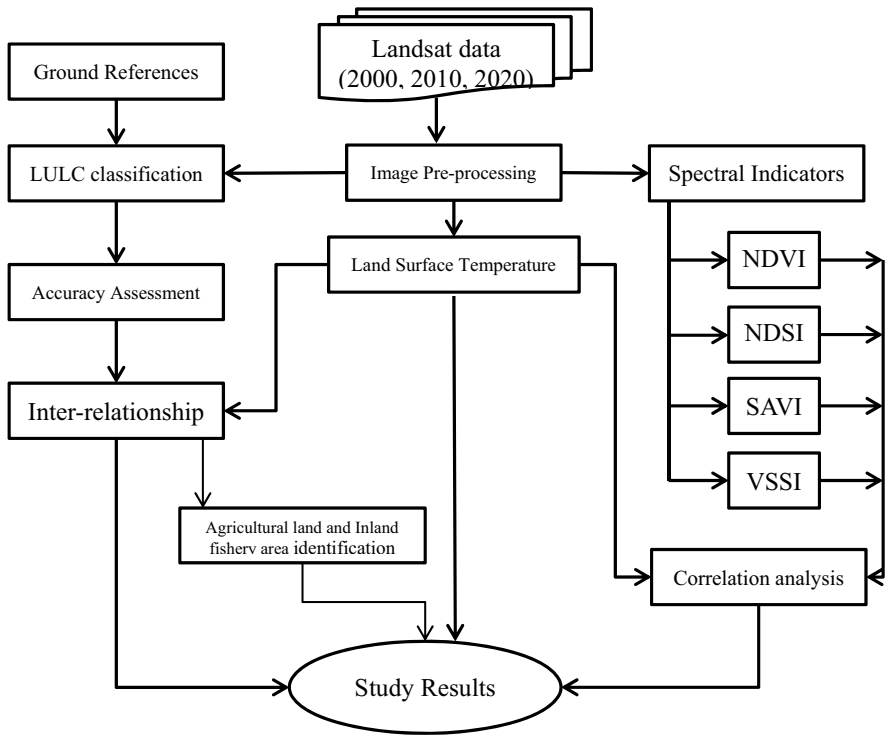 Ground References
Landsat data
(2000, 2010, 2020)
LULC classification
Image Pre-processing
Spectral Indicators
NDVI
Land Surface Temperature
Accuracy Assessment
NDSI
Inter-relationship
SAVI
VSSI
Agricultural land and Inland
fishery area identification
Correlation analysis
Study Results